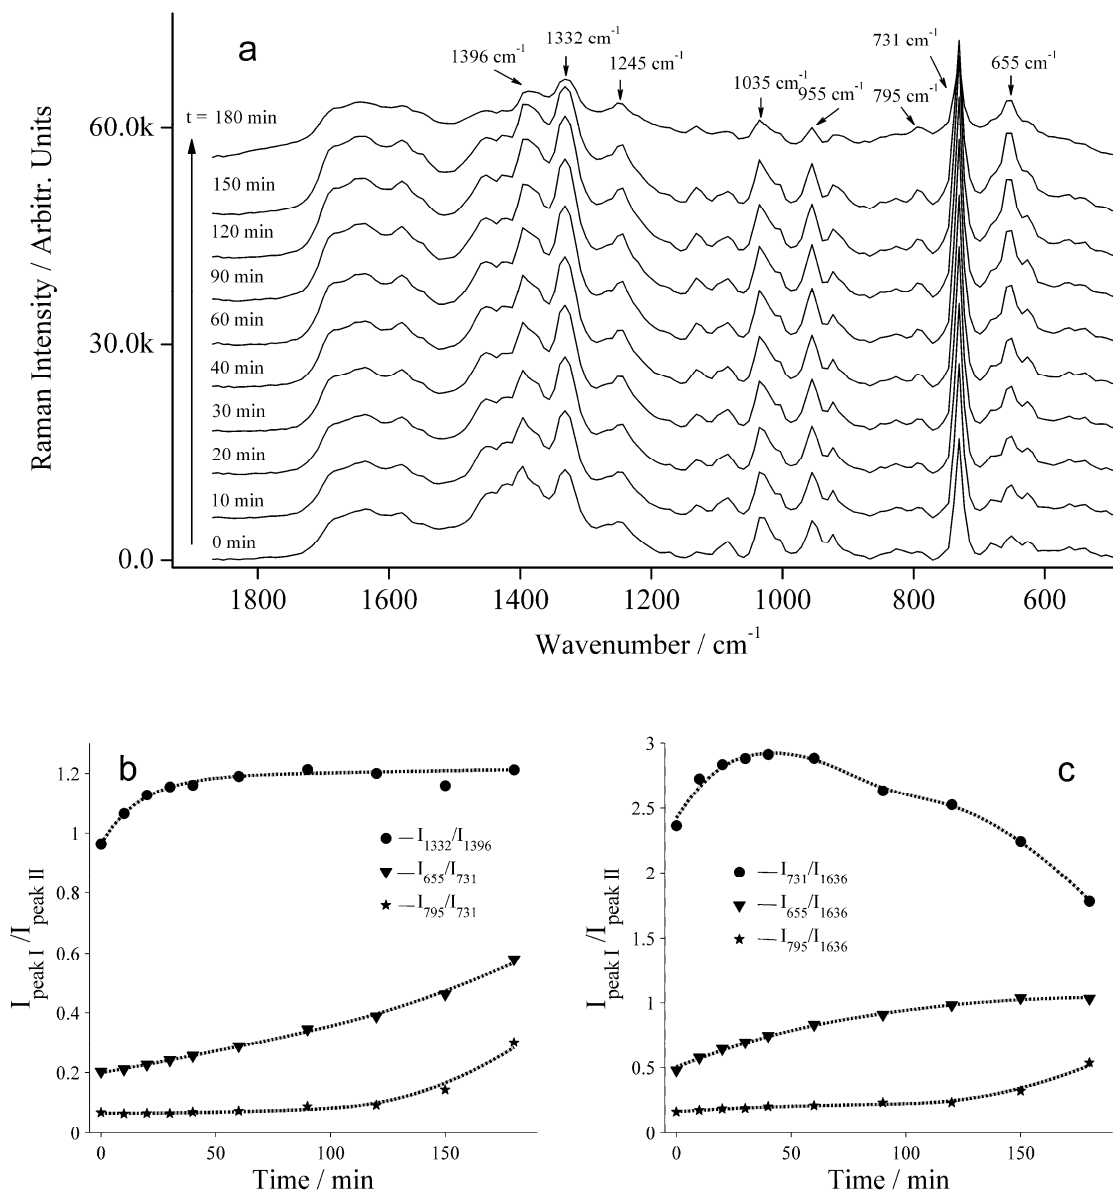 a
1396 cm-1
1332 cm-1
1245 cm-1
1035 cm-1
955 cm-1
795 cm-1
731 cm-1
655 cm-1
Raman Intensity / Arbitr. Units
60.0k
30.0k
0.0
t = 180 min
150 min
120 min
90 min
60 min
40 min
30 min
20 min
10 min
0 min
1800 1600 1400 1200 1000 800 600
Wavenumber / cm-1
b
Ipeak I /Ipeak II
1.2
1
0.8
0.6
0.4
0.2
0
I1332/I1396
I655/I731
I795/I731
0 50 100 150
Time / min
c
Ipeak I /Ipeak II
3
2.5
2
1.5
1
0.5
0
I731/I1636
I655/I1636
I795/I1636
0 50 100 150
Time / min